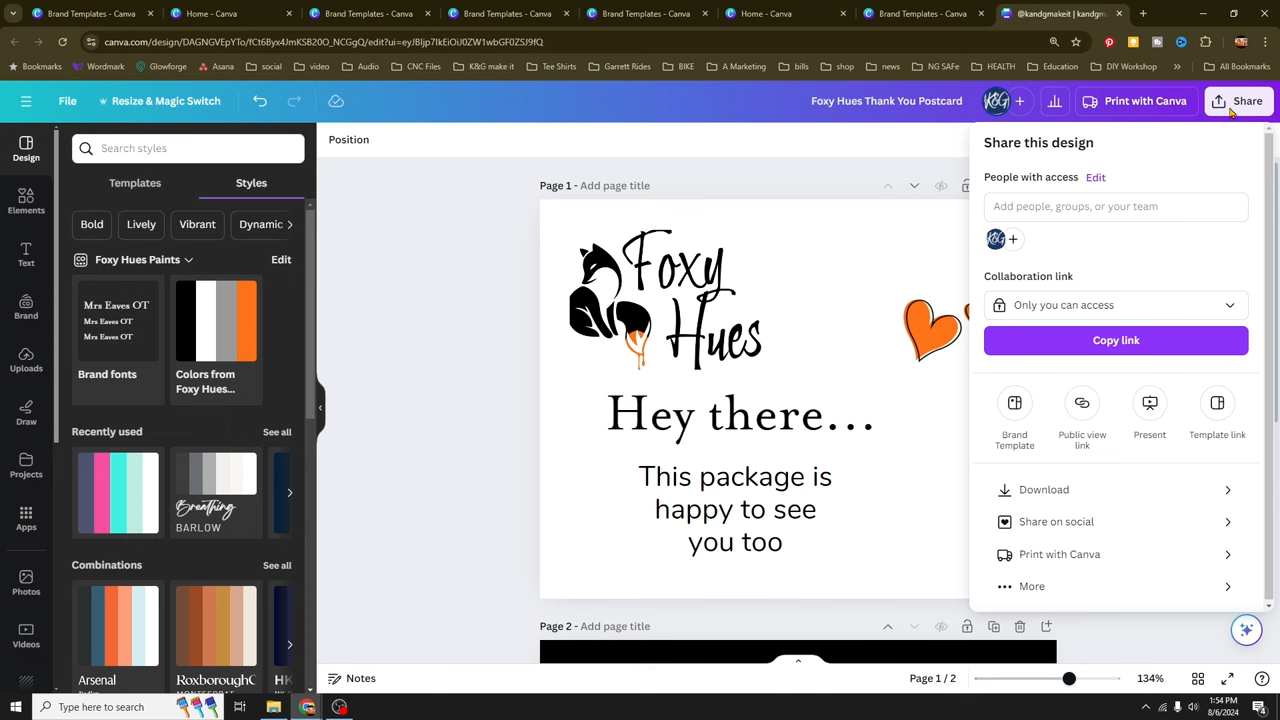 Brand Templates - Canva
Home - Canva
Brand Templates - Canva
Brand Templates - Canva
Brand Templates - Canva
Home - Canva
Brand Templates - Canva
@kandgmakeit | kandgm
canva.com/design/DAGNGVEpYTo/fCt6Byx4JmKSB20O_NCGgQ/edit?ui=eyJBIjp7IkEiOiJ0ZW1wbGF0ZSJ9fQ
Bookmarks
Wordmark
Glowforge
Asana
social
video
Audio
CNC Files
K&G make it
Tee Shirts
Garrett Rides
BIKE
A Marketing
bills
shop
news
NG SAFe
HEALTH
Education
DIY Workshop
»
All Bookmarks
File
Resize & Magic Switch
Foxy Hues Thank You Postcard
K&G
Print with Canva
Share
Design
Elements
Text
Brand
Uploads
Draw
Projects
Apps
Photos
Videos
Search styles
Templates
Styles
Bold
Lively
Vibrant
Dynamic
Foxy Hues Paints
Edit
Mrs Eaves OT
Mrs Eaves OT
Mrs Eaves OT
Brand fonts
Colors from
Foxy Hues...
Recently used
See all
Breathing
BARLOW
Combinations
See all
Arsenal
RoxboroughC
HK
Position
Page 1 - Add page title
Foxy
Hues
Hey there...
This package is
happy to see
you too
Page 2 - Add page title
Share this design
People with access
Edit
Add people, groups, or your team
K&G
Collaboration link
Only you can access
Copy link
Brand
Template
Public view
link
Present
Template link
Download
Share on social
Print with Canva
More
Notes
Page 1 / 2
134%
Type here to search
1:54 PM
8/6/2024